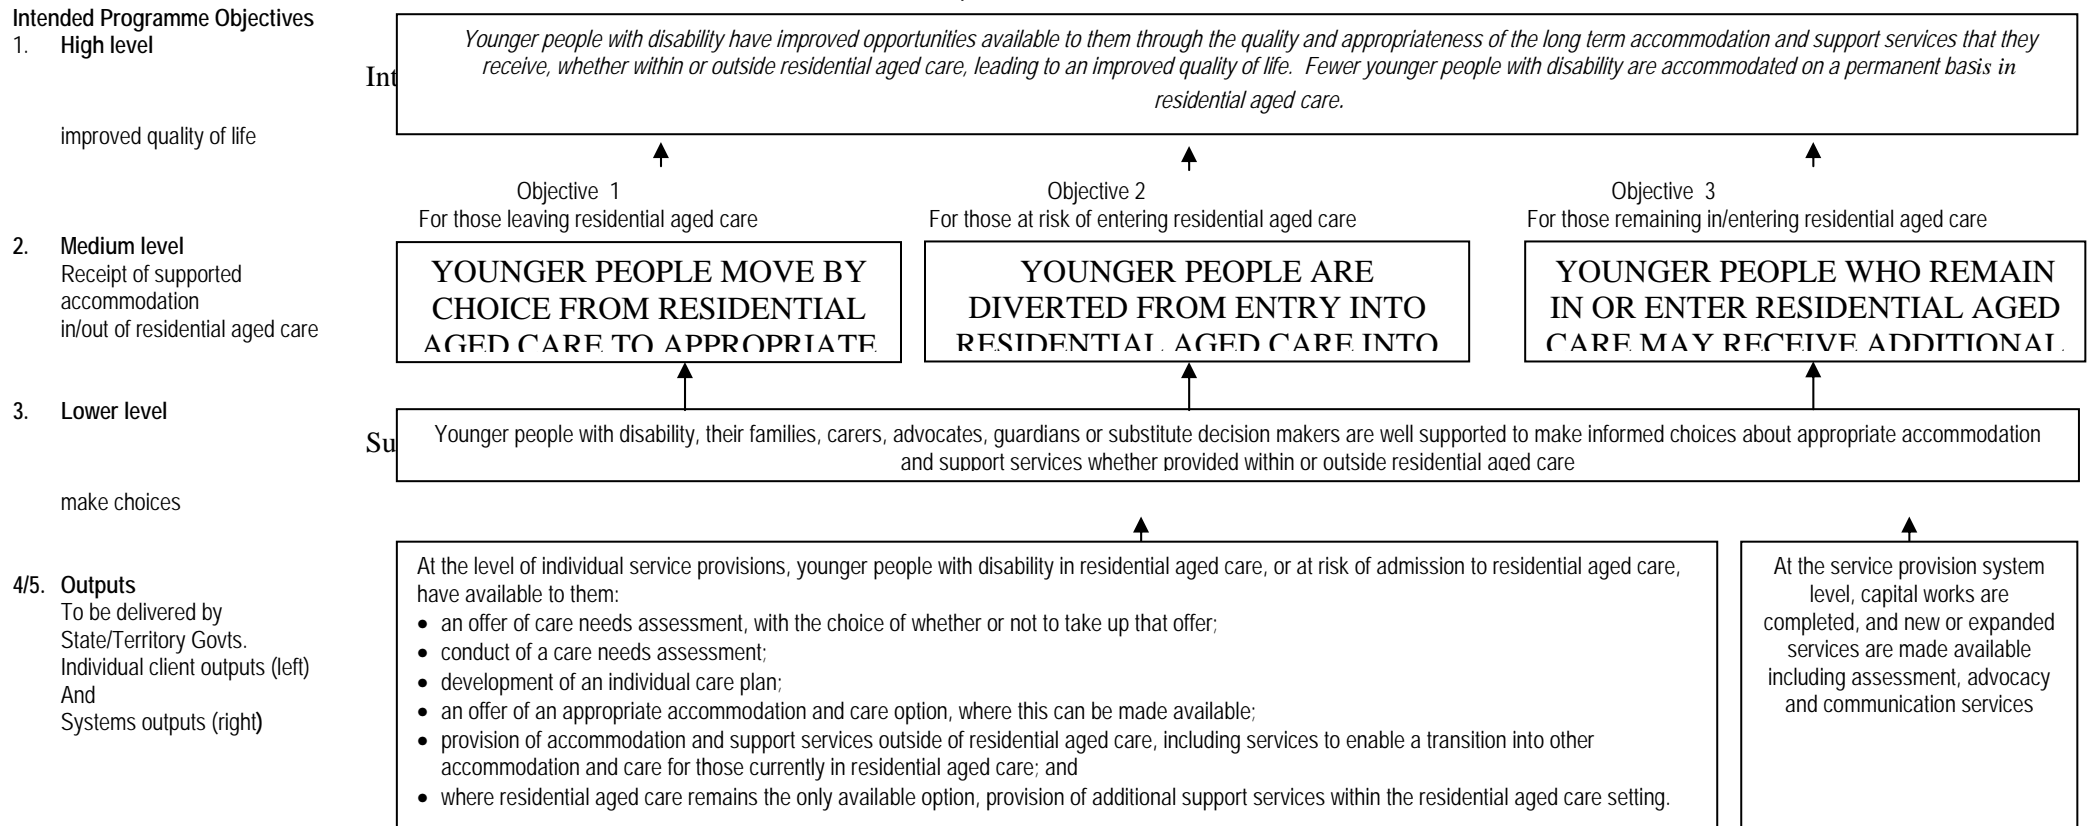 Intended Programme Objectives
1. High level
improved quality of life
Int
Younger people with disability have improved opportunities available to them through the quality and appropriateness of the long term accommodation and support services that they
receive, whether within or outside residential aged care, leading to an improved quality of life. Fewer younger people with disability are accommodated on a permanent basis in
residential aged care.
Objective 1
For those leaving residential aged care
Objective 2
For those at risk of entering residential aged care
Objective 3
For those remaining in/entering residential aged care
2. Medium level
Receipt of supported
accommodation
in/out of residential aged care
YOUNGER PEOPLE MOVE BY
CHOICE FROM RESIDENTIAL
AGED CARE TO APPROPRIATE
YOUNGER PEOPLE ARE
DIVERTED FROM ENTRY INTO
RESIDENTIAL AGED CARE INTO
YOUNGER PEOPLE WHO REMAIN
IN OR ENTER RESIDENTIAL AGED
CARE MAY RECEIVE ADDITIONAL
3. Lower level
make choices
Su
Younger people with disability, their families, carers, advocates, guardians or substitute decision makers are well supported to make informed choices about appropriate accommodation
and support services whether provided within or outside residential aged care
4/5. Outputs
To be delivered by
State/Territory Govts.
Individual client outputs (left)
And
Systems outputs (right)
At the level of individual service provisions, younger people with disability in residential aged care, or at risk of admission to residential aged care,
have available to them:
• an offer of care needs assessment, with the choice of whether or not to take up that offer;
• conduct of a care needs assessment;
• development of an individual care plan;
• an offer of an appropriate accommodation and care option, where this can be made available;
• provision of accommodation and support services outside of residential aged care, including services to enable a transition into other
accommodation and care for those currently in residential aged care; and
• where residential aged care remains the only available option, provision of additional support services within the residential aged care setting.
At the service provision system
level, capital works are
completed, and new or expanded
services are made available
including assessment, advocacy
and communication services